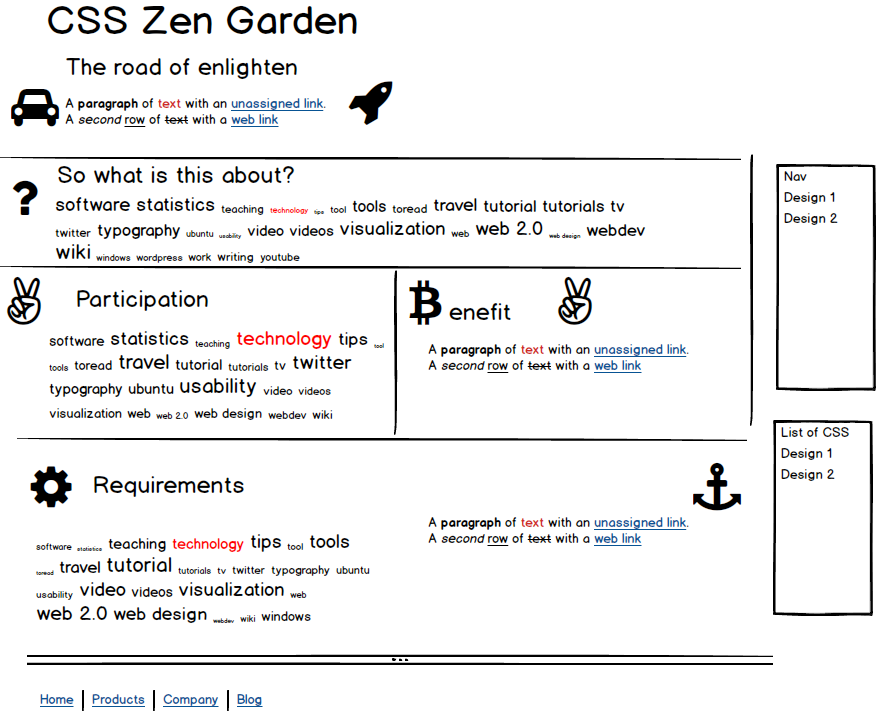 CSS Zen Garden
The road of enlighten
A paragraph of text with an unassigned link.
A second row of text with a web link
So what is this about?
software statistics teaching technology tips tool tools toread travel tutorial tutorials tv
twitter typography ubuntu usability video videos visualization web web 2.0 web design webdev
wiki windows wordpress work writing youtube
Nav
Design 1
Design 2
Participation
software statistics teaching technology tips tool
tools toread travel tutorial tutorials tv twitter
typography ubuntu usability video videos
visualization web web 2.0 web design webdev wiki
enefit
A paragraph of text with an unassigned link.
A second row of text with a web link
List of CSS
Design 1
Design 2
Requirements
software statistics teaching technology tips tool tools
toread travel tutorial tutorials tv twitter typography ubuntu
usability video videos visualization web
web 2.0 web design webdev wiki windows
A paragraph of text with an unassigned link.
A second row of text with a web link
Home | Products | Company | Blog